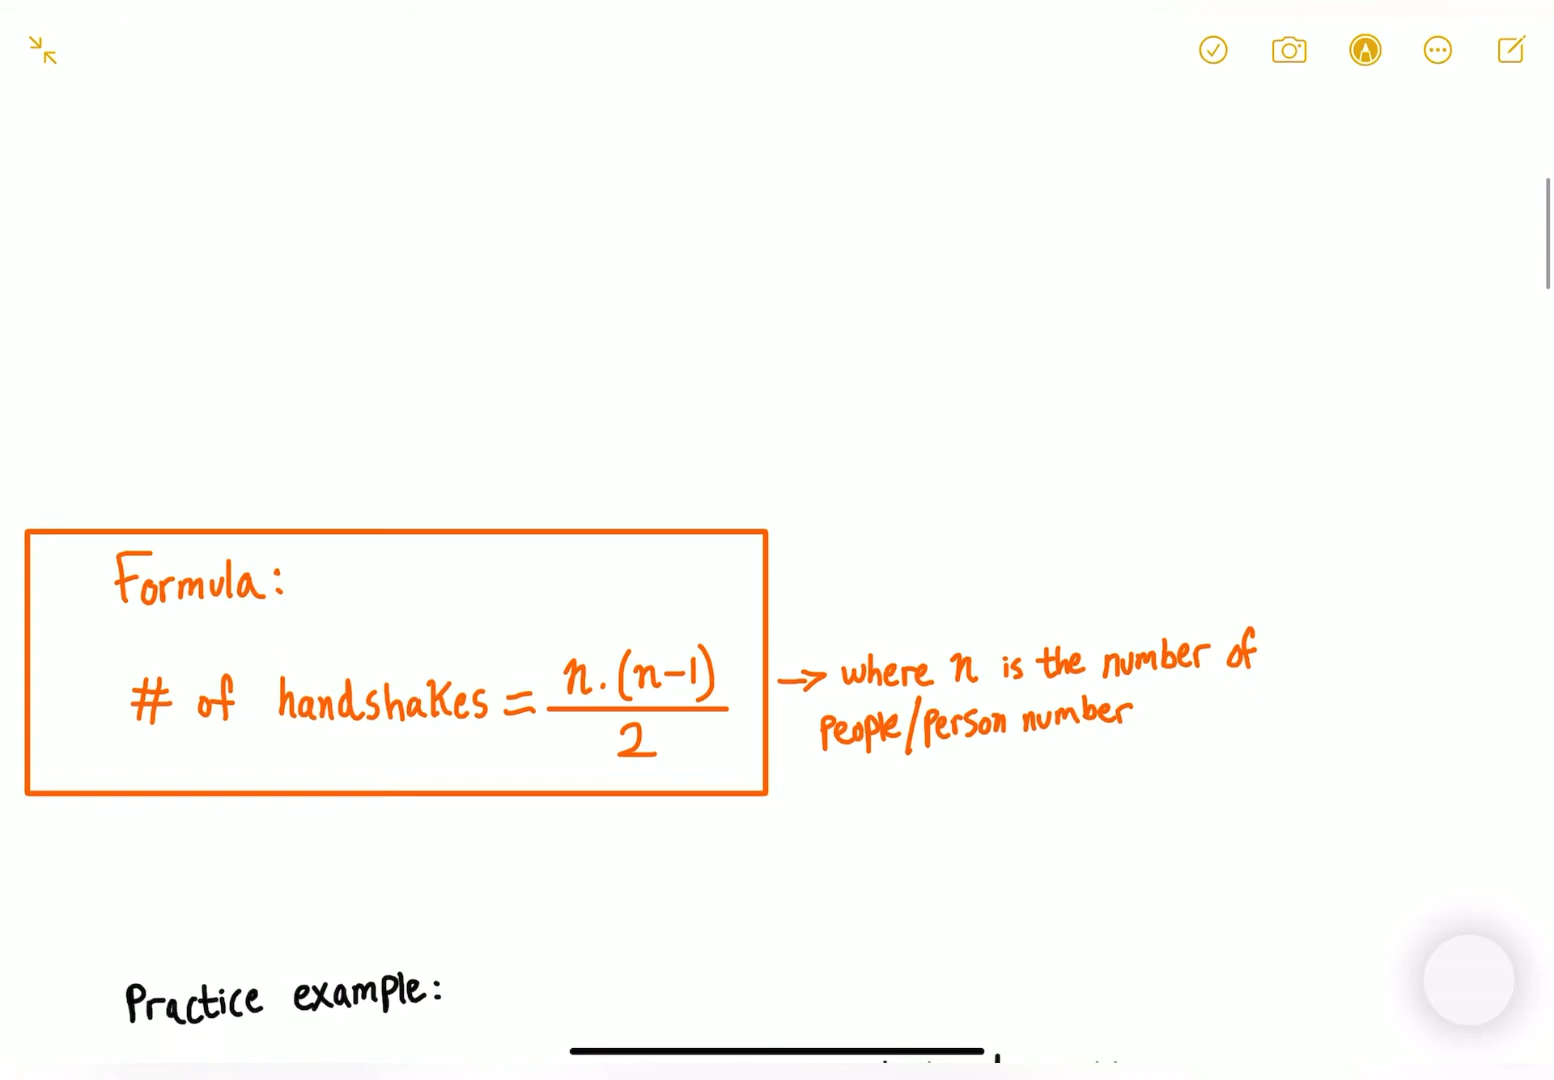 Formula:
# of handshakes = n.(n-1)/2
→ where n is the number of
people/person number
Practice example: